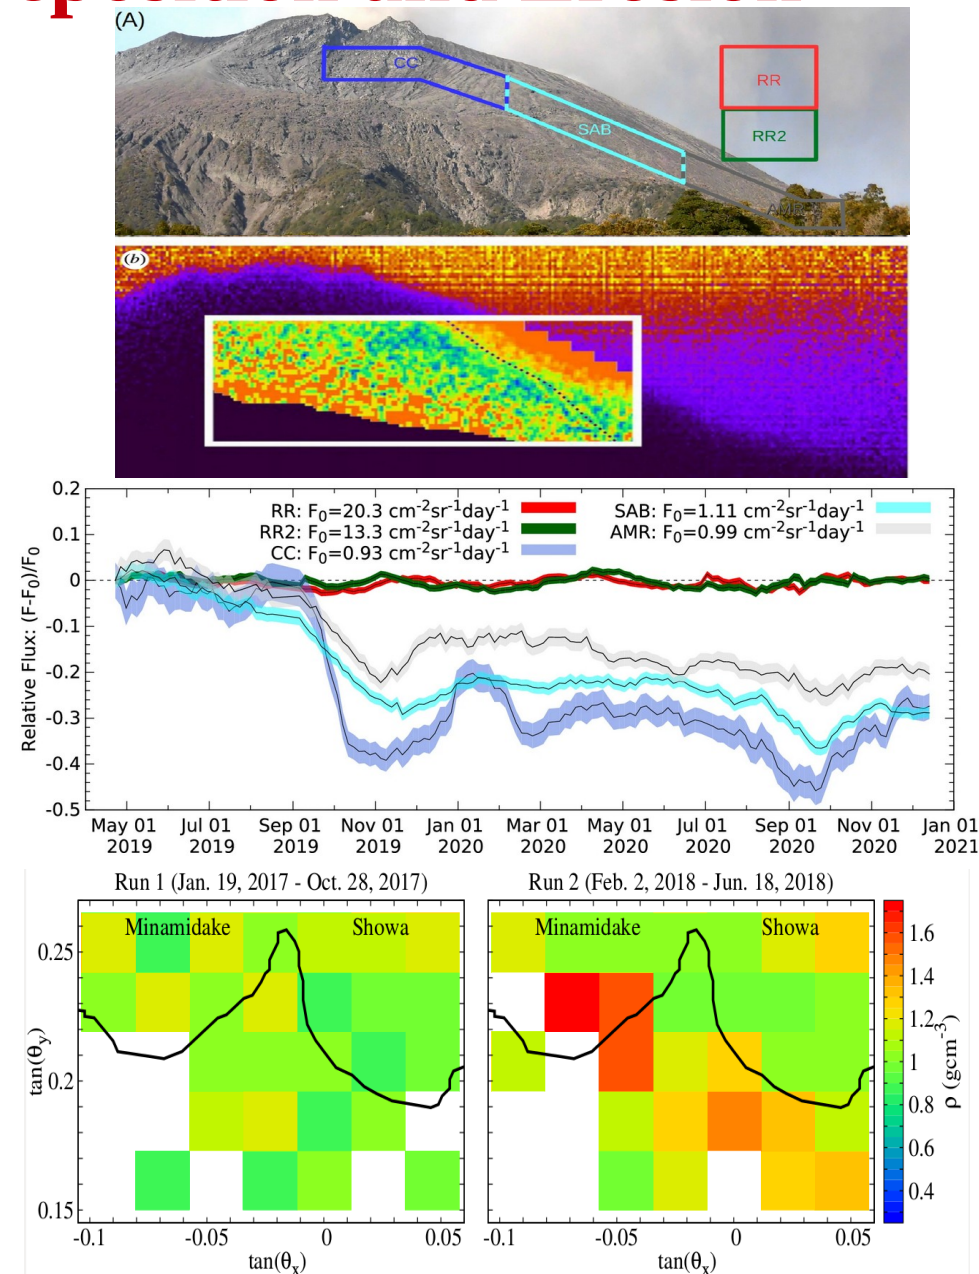 (A)
CC
RR
SAB
RR2
(b)
0.2
0.1
0
-0.1
-0.2
-0.3
-0.4
-0.5
Relative Flux: (F-F₀)/F₀
RR: F₀=20.3 cm⁻²sr⁻¹day⁻¹
RR2: F₀=13.3 cm⁻²sr⁻¹day⁻¹
CC: F₀=0.93 cm⁻²sr⁻¹day⁻¹
SAB: F₀=1.11 cm⁻²sr⁻¹day⁻¹
AMR: F₀=0.99 cm⁻²sr⁻¹day⁻¹
May 01 Jul 01 Sep 01 Nov 01 Jan 01 Mar 01 May 01 Jul 01 Sep 01 Nov 01 Jan 01
2019 2019 2019 2019 2020 2020 2020 2020 2020 2020 2021
Run 1 (Jan. 19, 2017 - Oct. 28, 2017)
Minamidake Showa
0.25
0.2
0.15
tan(θy)
-0.1 -0.05 0 0.05
tan(θx)
Run 2 (Feb. 2, 2018 - Jun. 18, 2018)
Minamidake Showa
-0.1 -0.05 0 0.05
tan(θx)
1.6
1.4
1.2
1
0.8
0.6
0.4
ρ (gcm⁻³)